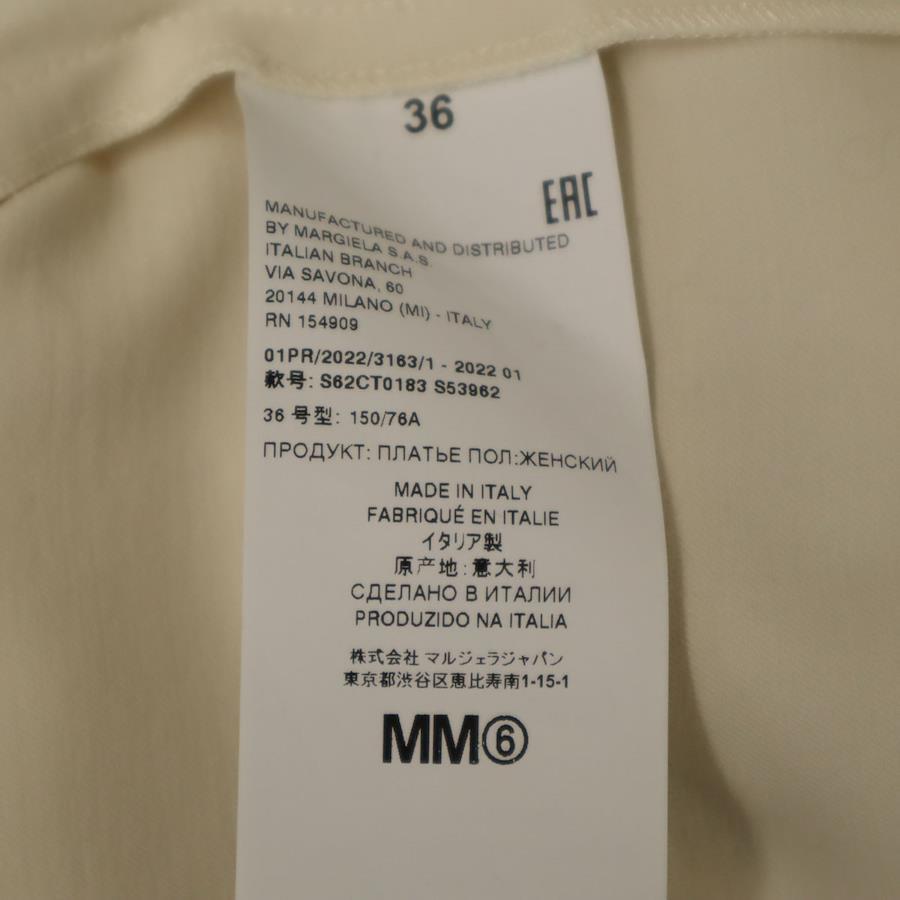 36
EAC
MANUFACTURED AND DISTRIBUTED
BY MARGIELA S.A.S.
ITALIAN BRANCH
VIA SAVONA, 60
20144 MILANO (MI) - ITALY
RN 154909
01PR/2022/3163/1 - 2022 01
款号: S62CT0183 S53962
36 号型: 150/76A
ПРОДУКТ: ПЛАТЬЕ ПОЛ:ЖЕНСКИЙ
MADE IN ITALY
FABRIQUÉ EN ITALIE
イタリア製
原产地:意大利
СДЕЛАНО В ИТАЛИИ
PRODUZIDO NA ITALIA
株式会社 マルジェラジャパン
東京都渋谷区恵比寿南1-15-1
MM⑥